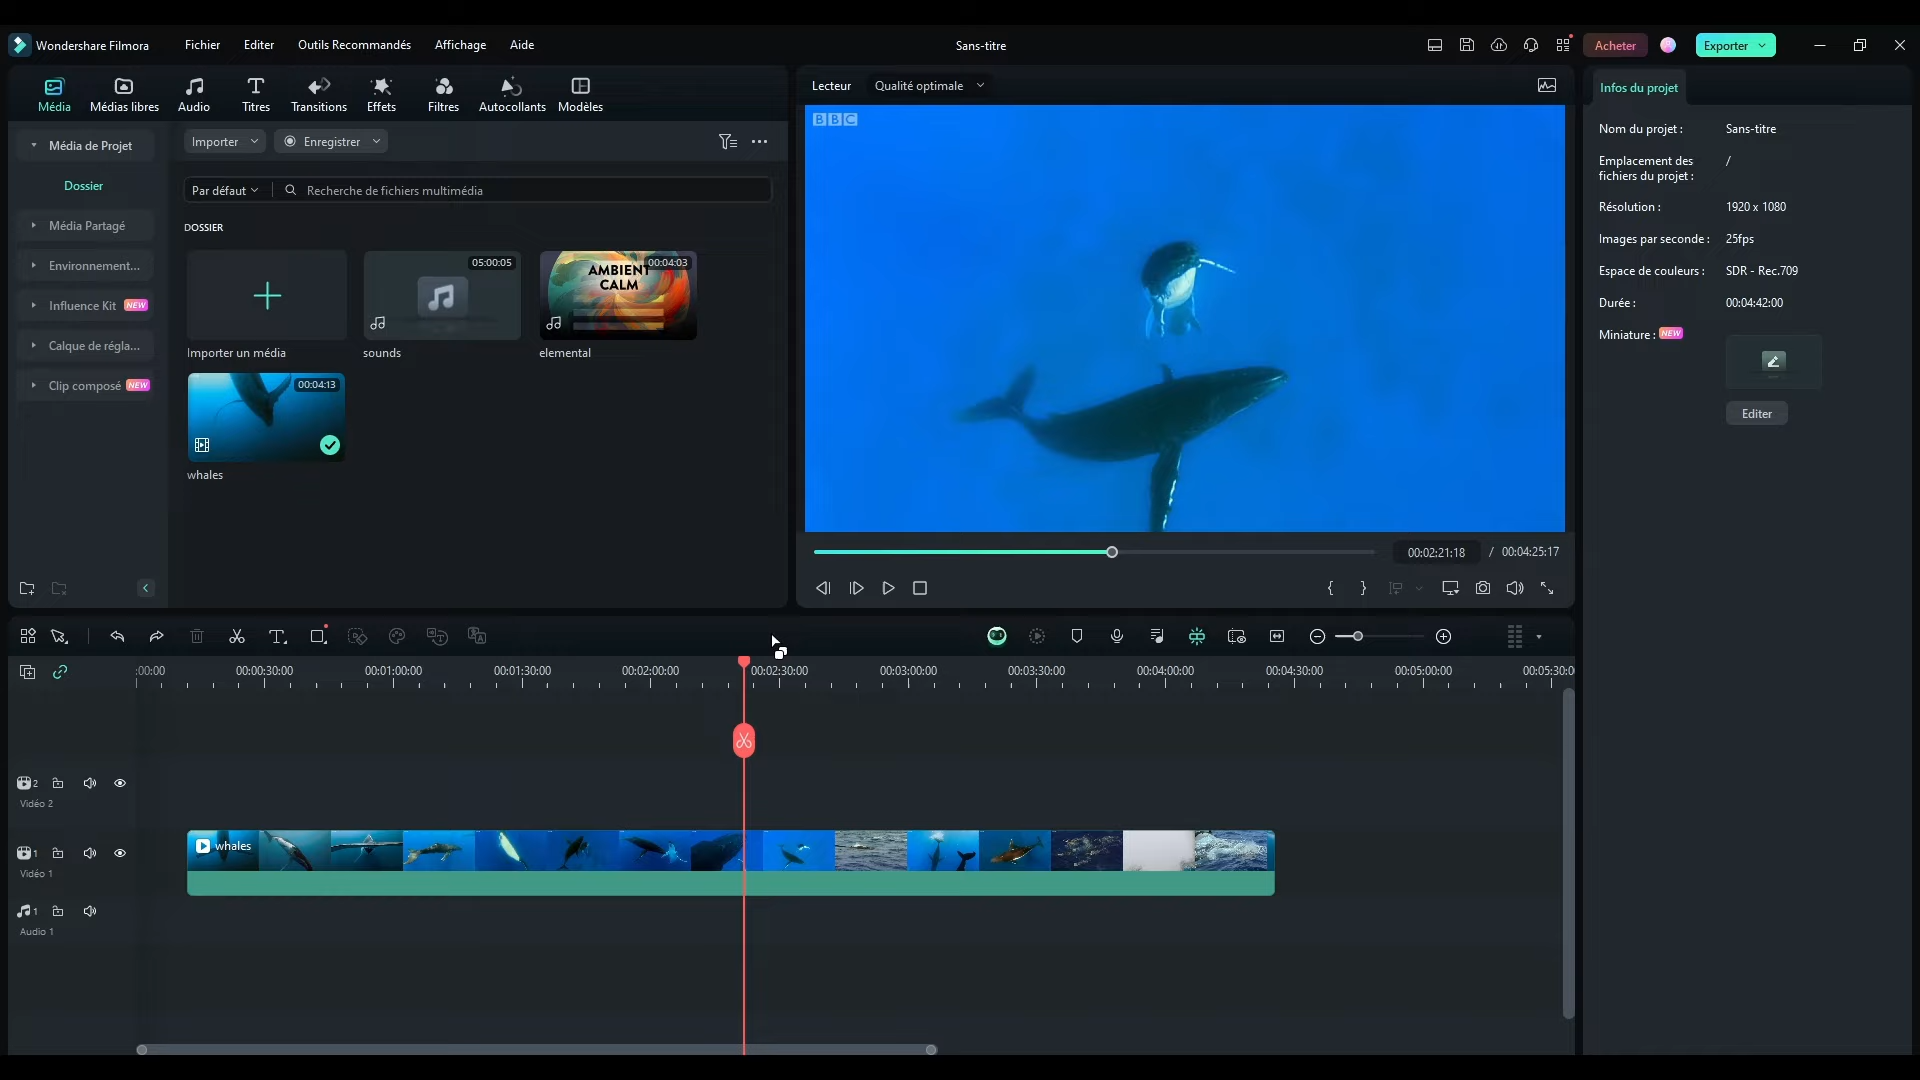 Wondershare Filmora
Fichier
Editer
Outils Recommandés
Affichage
Aide
Sans-titre
Acheter
Exporter
Média
Médias libres
Audio
Titres
Transitions
Effets
Filtres
Autocollants
Modèles
Média de Projet
Dossier
Média Partagé
Environnement...
Influence Kit NEW
Calque de régla...
Clip composé NEW
Importer
Enregistrer
Par défaut
Recherche de fichiers multimédia
DOSSIER
Importer un média
05:00:05
sounds
00:04:03
AMBIENT
CALM
elemental
00:04:13
whales
Lecteur
Qualité optimale
BBC
00:02:21:18 / 00:04:25:17
Infos du projet
Nom du projet : Sans-titre
Emplacement des /
fichiers du projet :
Résolution : 1920 x 1080
Images par seconde : 25fps
Espace de couleurs : SDR - Rec.709
Durée : 00:04:42:00
Miniature : NEW
Editer
:00:00 00:00:30:00 00:01:00:00 00:01:30:00 00:02:00:00 00:02:30:00 00:03:00:00 00:03:30:00 00:04:00:00 00:04:30:00 00:05:00:00 00:05:30:0
2
Vidéo 2
1
Vidéo 1
whales
1
Audio 1